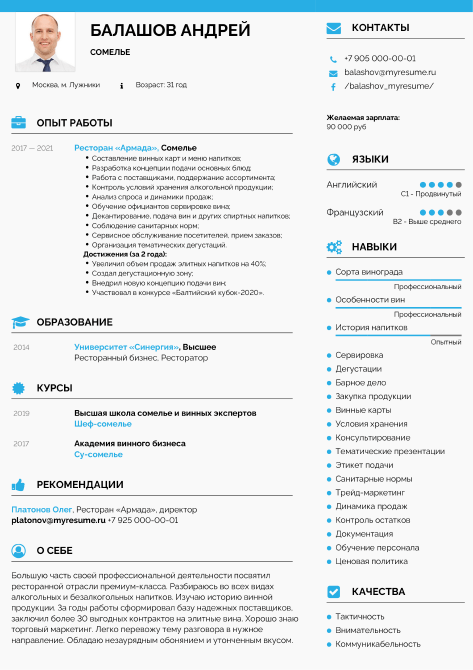 БАЛАШОВ АНДРЕЙ
СОМЕЛЬЕ
Москва, м. Лужники
Возраст: 31 год
ОПЫТ РАБОТЫ
2017 — 2021
Ресторан «Армада», Сомелье
Составление винных карт и меню напитков;
Разработка концепции подачи основных блюд;
Работа с поставщиками, поддержание ассортимента;
Контроль условий хранения алкогольной продукции;
Анализ спроса и динамики продаж;
Обучение официантов сервировке вина;
Декантирование, подача вин и других спиртных напитков;
Соблюдение санитарных норм;
Сервисное обслуживание посетителей, прием заказов;
Организация тематических дегустаций.
Достижения (за 2 года):
Увеличил объем продаж элитных напитков на 40%;
Создал дегустационную зону;
Внедрил новую концепцию подачи вин;
Участвовал в конкурсе «Балтийский кубок-2020».
ОБРАЗОВАНИЕ
2014
Университет «Синергия», Высшее
Ресторанный бизнес, Ресторатор
КУРСЫ
2019
Высшая школа сомелье и винных экспертов
Шеф-сомелье
2017
Академия винного бизнеса
Су-сомелье
РЕКОМЕНДАЦИИ
Платонов Олег, Ресторан «Армада», директор
platonov@myresume.ru +7 925 000-00-01
О СЕБЕ
Большую часть своей профессиональной деятельности посвятил
ресторанной отрасли премиум-класса. Разбираюсь во всех видах
алкогольных и безалкогольных напитков. Изучаю историю винной
продукции. За годы работы сформировал базу надежных поставщиков,
заключил более 30 выгодных контрактов на элитные вина. Хорошо знаю
торговый маркетинг. Легко перевожу тему разговора в нужное
направление. Обладаю незаурядным обонянием и утонченным вкусом.
КОНТАКТЫ
+7 905 000-00-01
balashov@myresume.ru
/balashov_myresume/
Желаемая зарплата:
90 000 руб
ЯЗЫКИ
Английский
C1 - Продвинутый
Французский
B2 - Выше среднего
НАВЫКИ
Сорта винограда
Профессиональный
Особенности вин
Профессиональный
История напитков
Опытный
Сервировка
Дегустации
Барное дело
Закупка продукции
Винные карты
Условия хранения
Консультирование
Тематические презентации
Этикет подачи
Санитарные нормы
Трейд-маркетинг
Динамика продаж
Контроль остатков
Документация
Обучение персонала
Ценовая политика
КАЧЕСТВА
Тактичность
Внимательность
Коммуникабельность